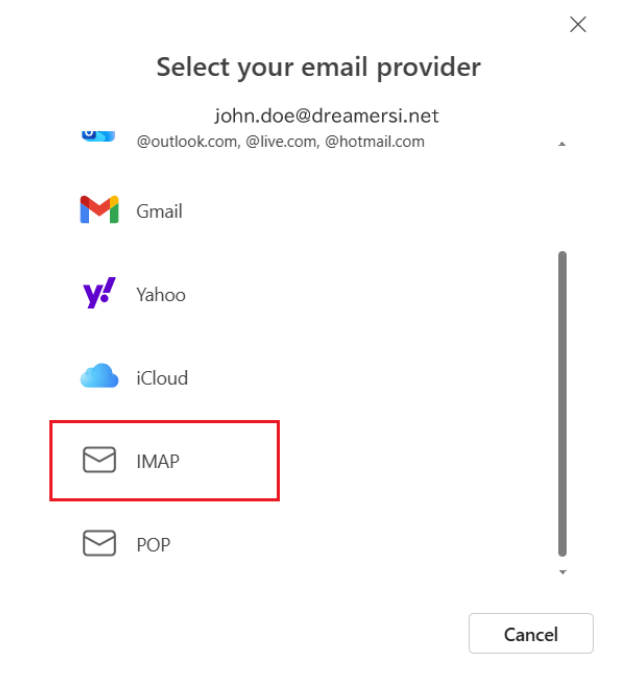 Select your email provider
john.doe@dreamersi.net
@outlook.com, @live.com, @hotmail.com
Gmail
Yahoo
iCloud
IMAP
POP
Cancel